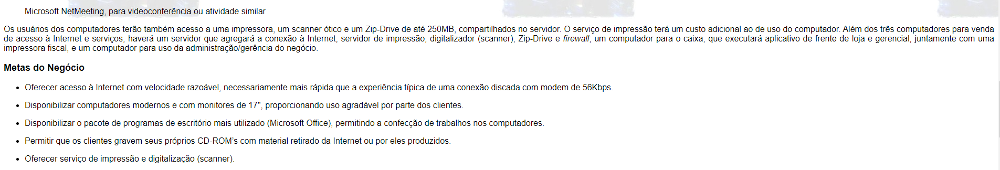 Microsoft NetMeeting, para videoconferência ou atividade similar
Os usuários dos computadores terão também acesso a uma impressora, um scanner ótico e um Zip-Drive de até 250MB, compartilhados no servidor. O serviço de impressão terá um custo adicional ao de uso do computador. Além dos três computadores para venda
de acesso à Internet e serviços, haverá um servidor que agregará a conexão à Internet, servidor de impressão, digitalizador (scanner), Zip-Drive e firewall; um computador para o caixa, que executará aplicativo de frente de loja e gerencial, juntamente com uma
impressora fiscal, e um computador para uso da administração/gerência do negócio.
Metas do Negócio
• Oferecer acesso à Internet com velocidade razoável, necessariamente mais rápida que a experiência típica de uma conexão discada com modem de 56Kbps.
• Disponibilizar computadores modernos e com monitores de 17", proporcionando uso agradável por parte dos clientes.
• Disponibilizar o pacote de programas de escritório mais utilizado (Microsoft Office), permitindo a confecção de trabalhos nos computadores.
• Permitir que os clientes gravem seus próprios CD-ROM's com material retirado da Internet ou por eles produzidos.
• Oferecer serviço de impressão e digitalização (scanner).